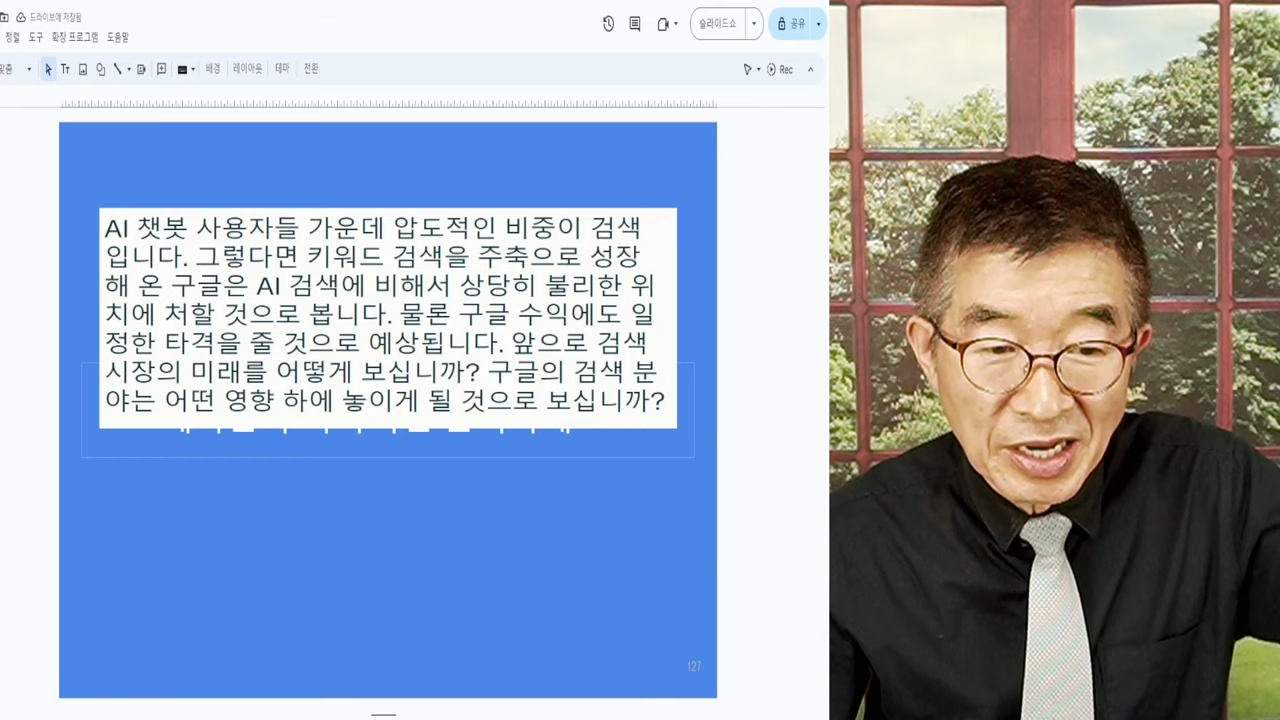 드라이브에 저장됨
정렬 도구 확장 프로그램 도움말
슬라이드쇼
공유
맞춤
배경 레이아웃 테마 전환
Rec
AI 챗봇 사용자들 가운데 압도적인 비중이 검색
입니다. 그렇다면 키워드 검색을 주축으로 성장
해 온 구글은 AI 검색에 비해서 상당히 불리한 위
치에 처할 것으로 봅니다. 물론 구글 수익에도 일
정한 타격을 줄 것으로 예상됩니다. 앞으로 검색
시장의 미래를 어떻게 보십니까? 구글의 검색 분
야는 어떤 영향 하에 놓이게 될 것으로 보십니까?
127